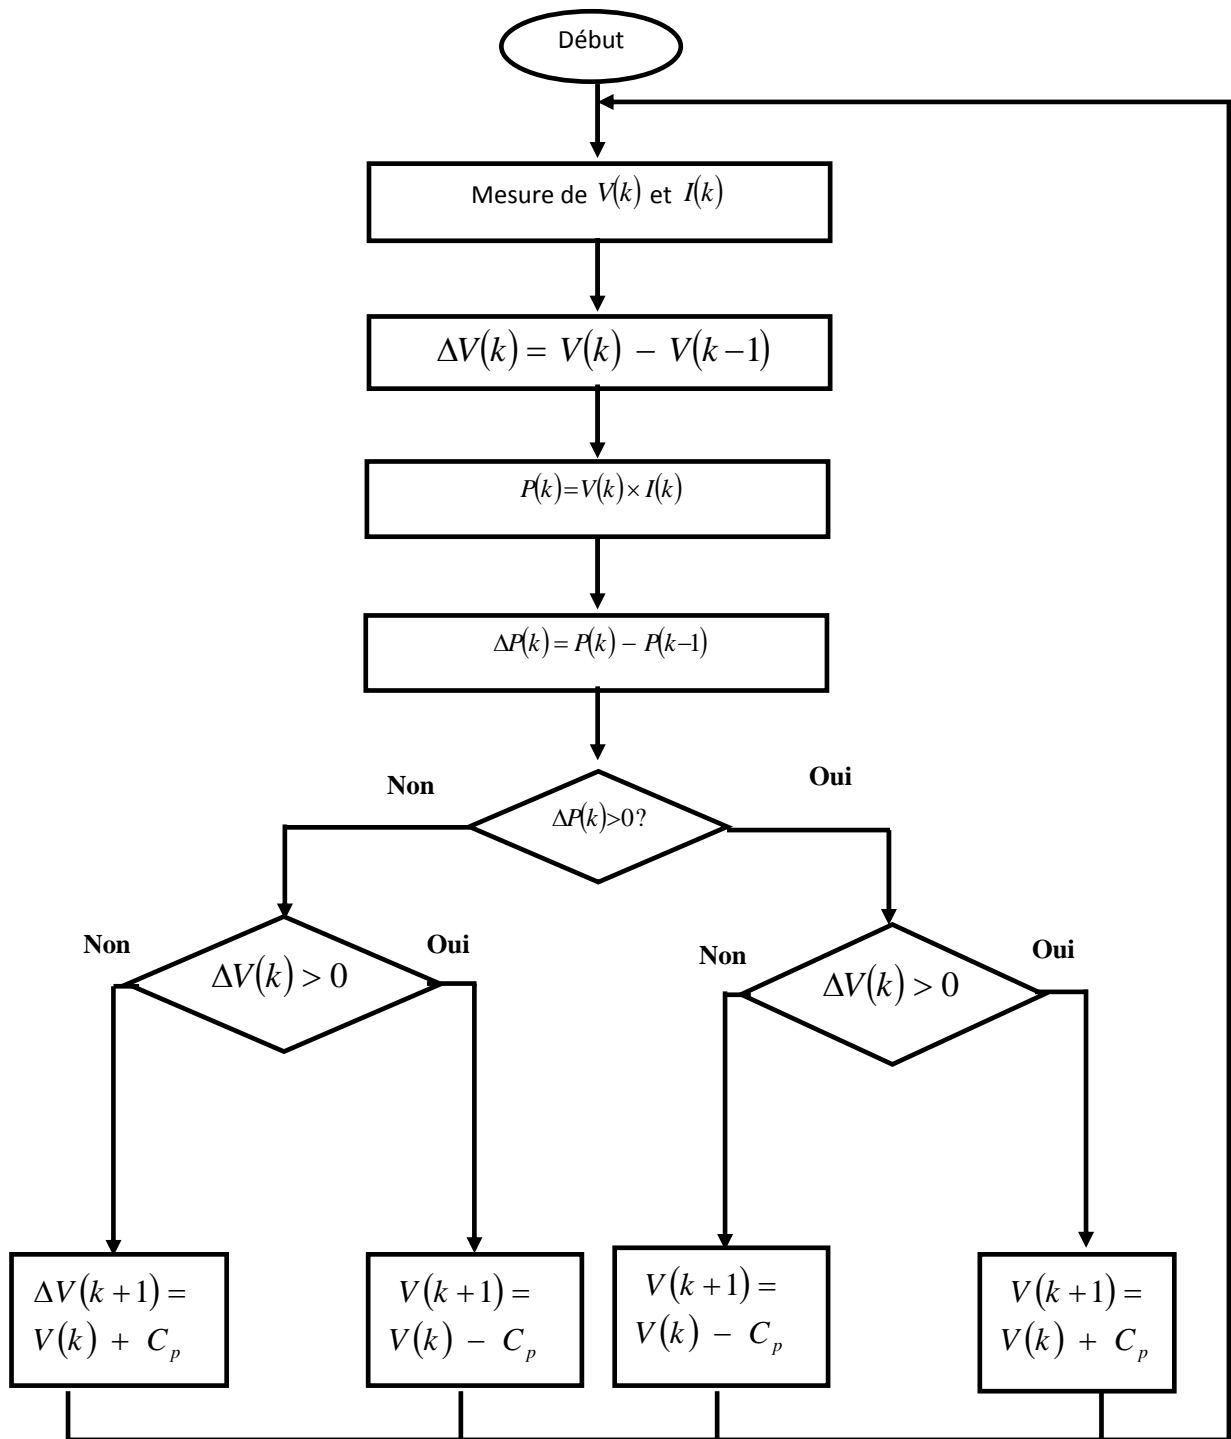 Début
Mesure de V(k) et I(k)
ΔV(k) = V(k) − V(k−1)
P(k)=V(k)×I(k)
ΔP(k) = P(k) − P(k−1)
Non
Oui
ΔP(k)>0?
Non
ΔV(k) > 0
Oui
Non
ΔV(k) > 0
Oui
ΔV(k+1) =
V(k) + C_p
V(k+1) =
V(k) − C_p
V(k+1) =
V(k) − C_p
V(k+1) =
V(k) + C_p